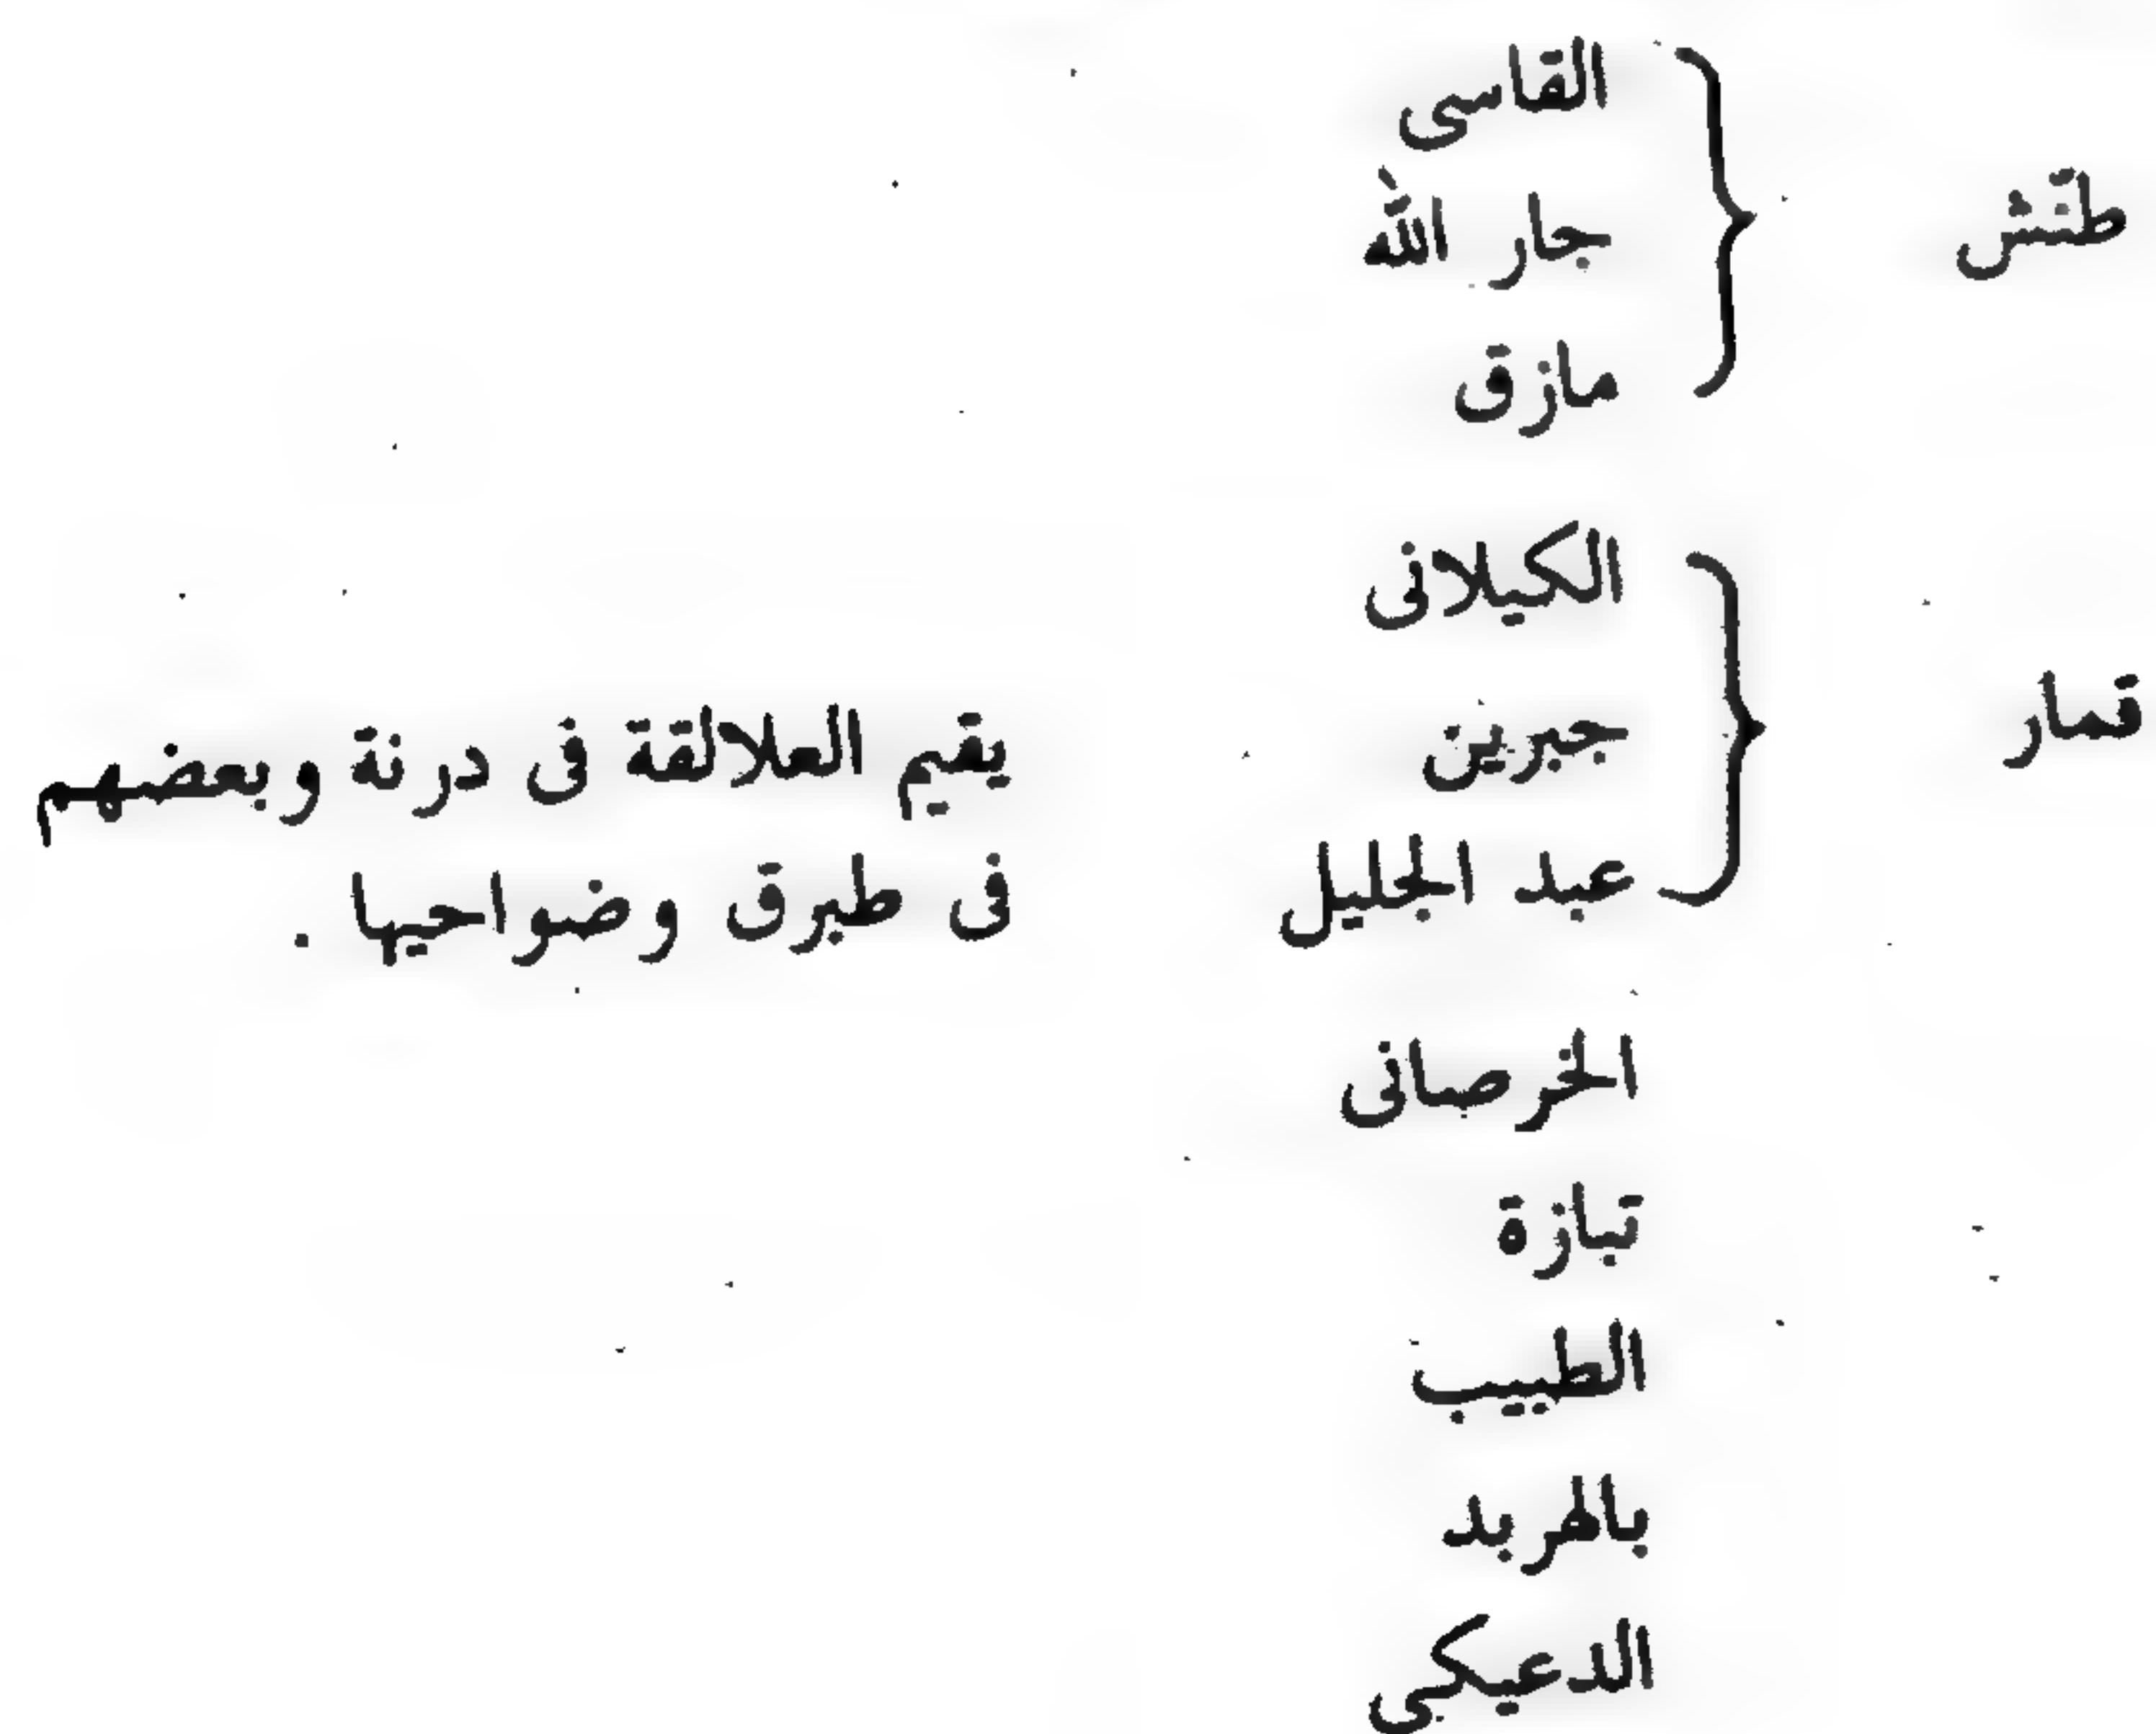 القاسى
طتش جار الله
مازق
الكيلانى
قمار جبرين يقيم العلالقة فى درنة وبعضهم
عبد الجليل فى طبرق وضواحيها .
الخرصانى
تبازة
الطبيب
بالهربد
الدعيكى